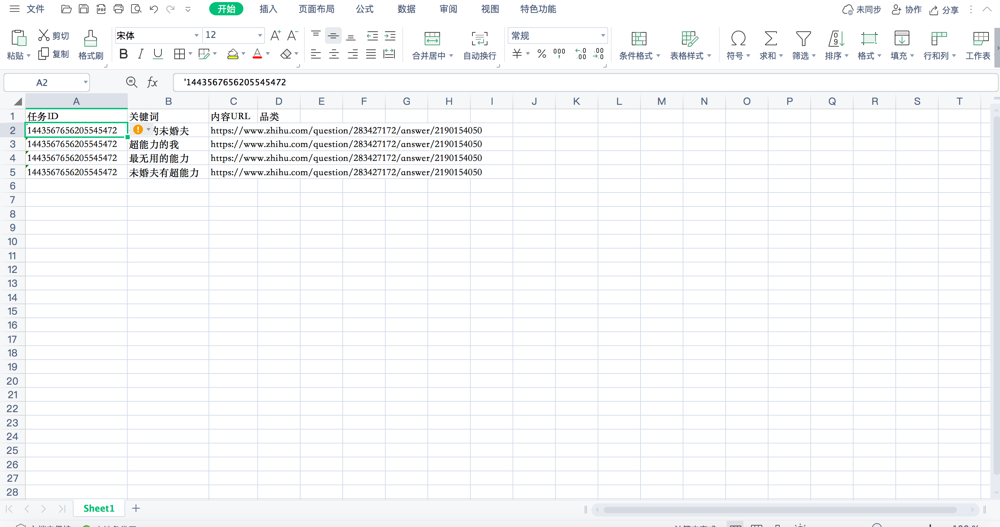 文件 PDF 开始 插入 页面布局 公式 数据 审阅 视图 特色功能 未同步 协作 分享
粘贴 剪切 复制 格式刷 宋体 12 合并居中 自动换行 常规 条件格式 表格样式 符号 求和 筛选 排序 格式 填充 行和列 工作表
A2 fx '1443567656205545472
A B C D E F G H I J K L M N O P Q R S T
1 任务ID 关键词 内容URL 品类
2 1443567656205545472 的未婚夫 https://www.zhihu.com/question/283427172/answer/2190154050
3 1443567656205545472 超能力的我 https://www.zhihu.com/question/283427172/answer/2190154050
4 1443567656205545472 最无用的能力 https://www.zhihu.com/question/283427172/answer/2190154050
5 1443567656205545472 未婚夫有超能力 https://www.zhihu.com/question/283427172/answer/2190154050
6
7
8
9
10
11
12
13
14
15
16
17
18
19
20
21
22
23
24
25
26
27
28
Sheet1